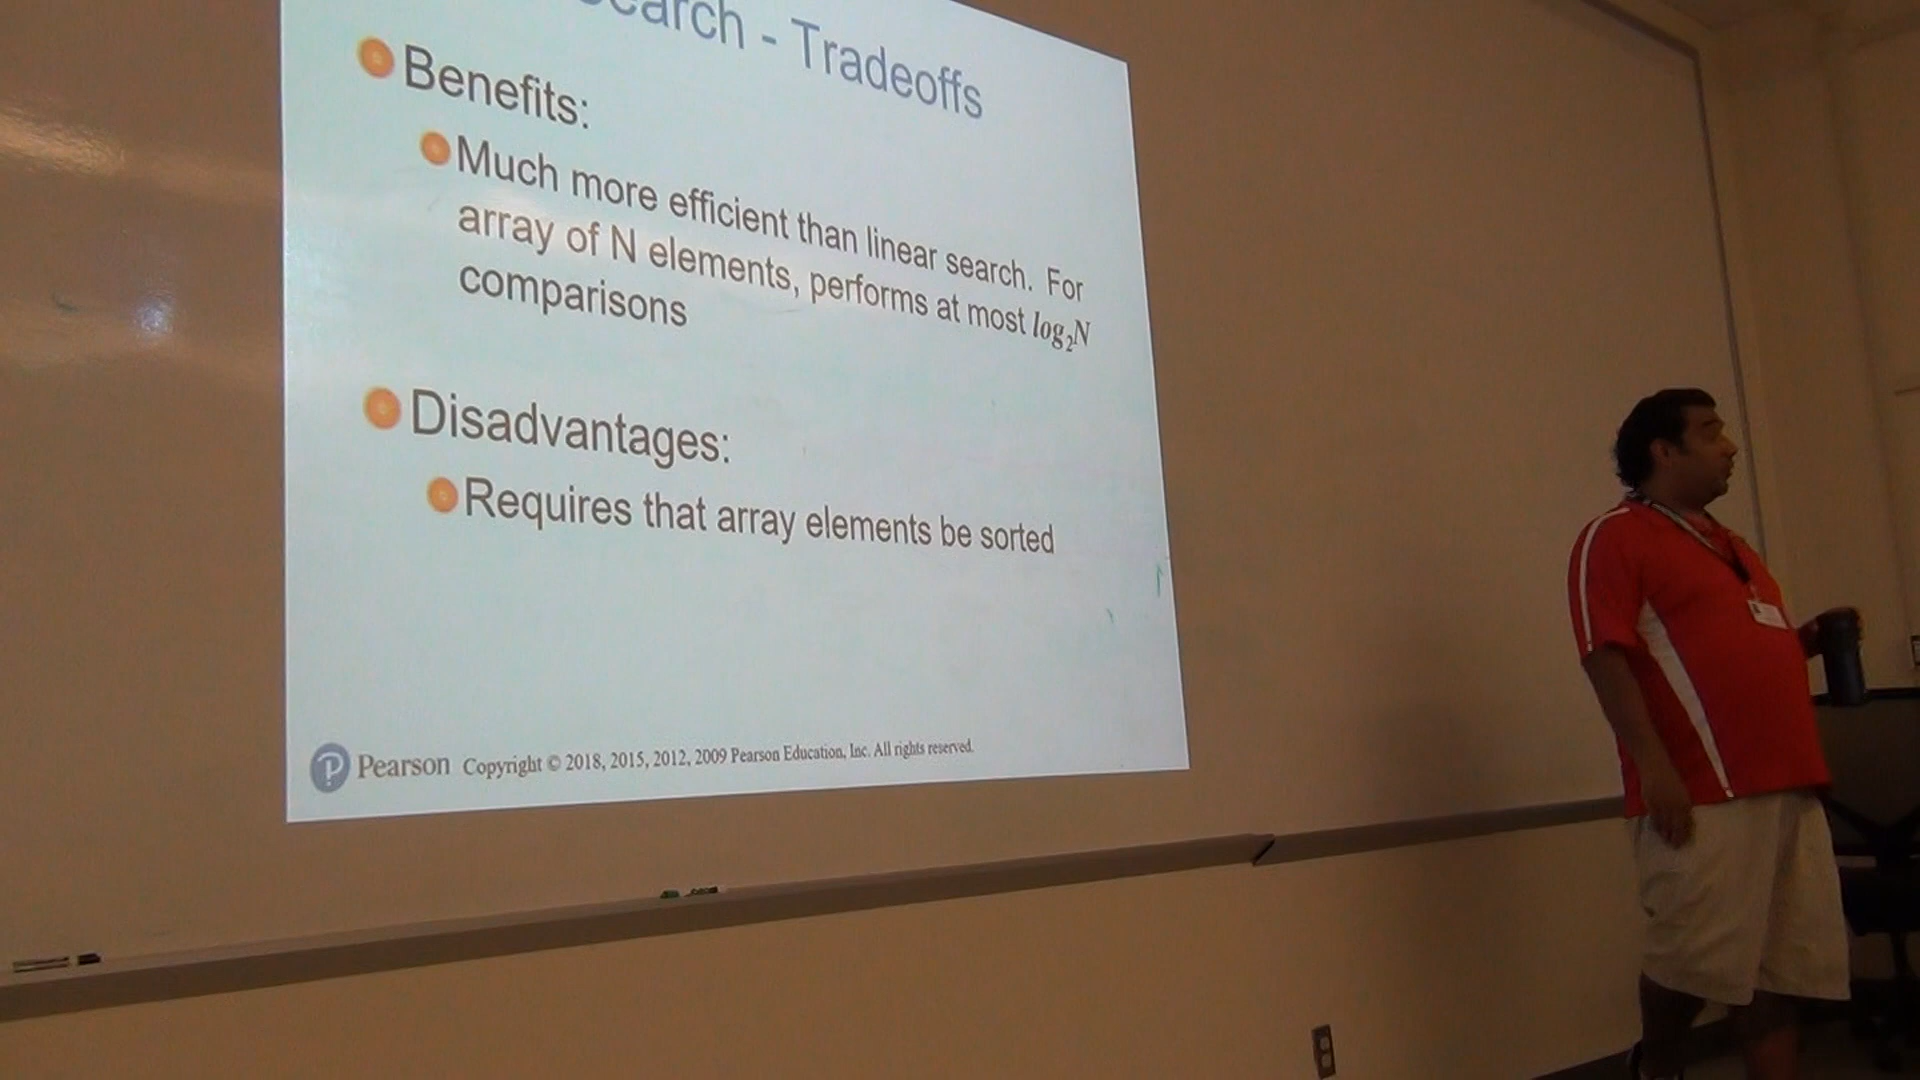 - Tradeoffs
Benefits:
Much more efficient than linear search. For
array of N elements, performs at most log₂N
comparisons
Disadvantages:
Requires that array elements be sorted
Pearson Copyright © 2018, 2015, 2012, 2009 Pearson Education, Inc. All rights reserved.